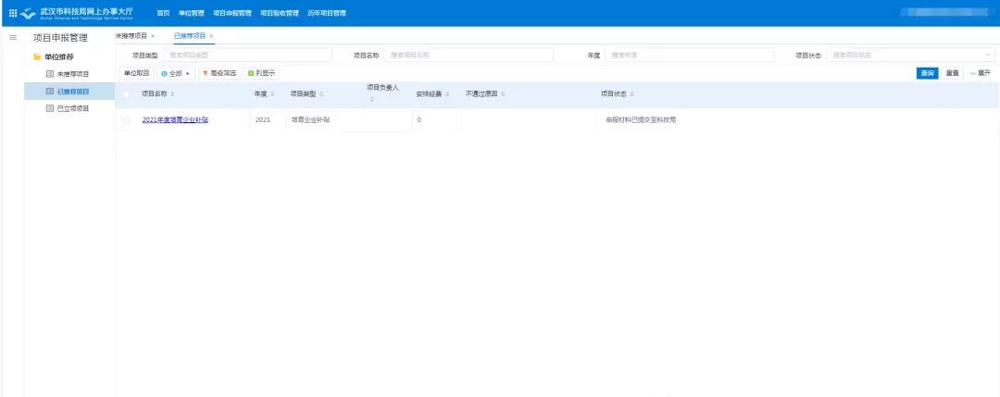 武汉市科技局网上办事大厅
Wuhan Science and Technology Service Center
首页 单位管理 项目申报管理 项目验收管理 历年项目管理
项目申报管理
单位推荐
未推荐项目
已推荐项目
已立项项目
未推荐项目 × 已推荐项目 ×
项目类型 搜索项目类型 项目名称 搜索项目名称 年度 搜索年度 项目状态 搜索项目状态
单位取回 全部 高级筛选 列显示 查询 重置 展开
项目名称 年度 项目类型 项目负责人 安排经费 不通过原因 项目状态
2021年度培育企业补贴 2021 培育企业补贴 0 申报材料已提交至科技局